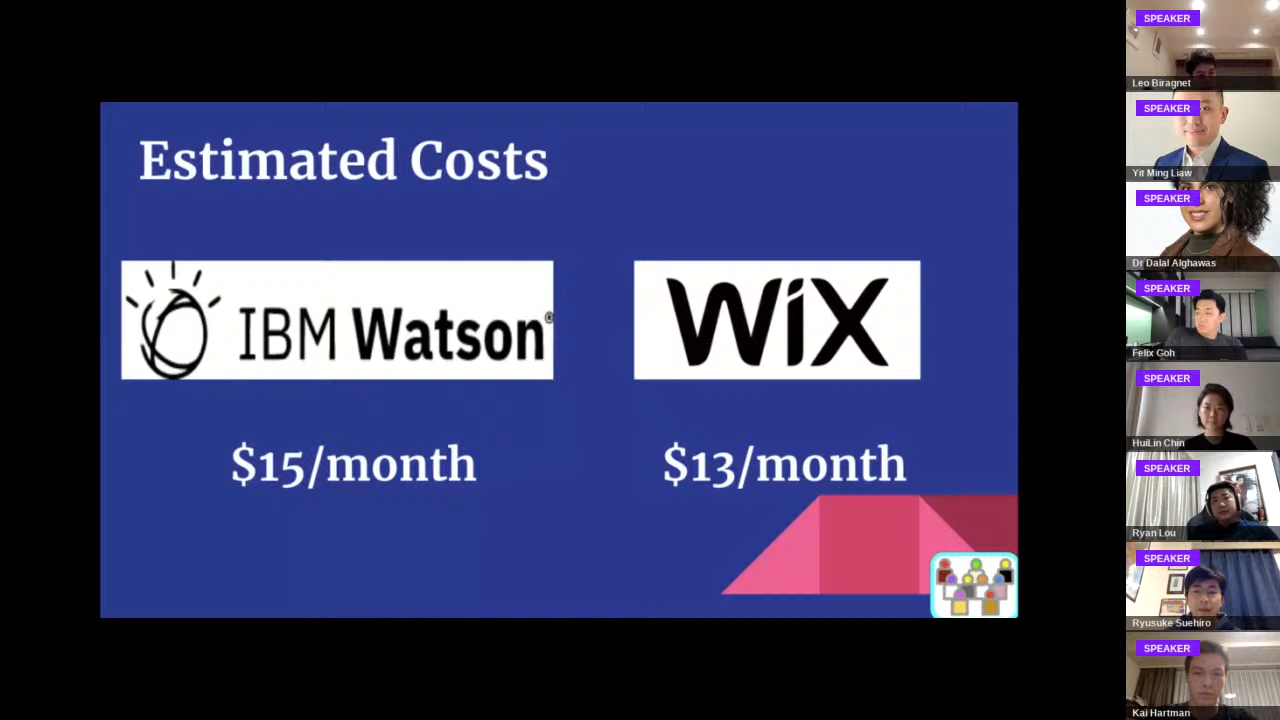 Estimated Costs
IBM Watson®
WiX
$15/month
$13/month
SPEAKER
Leo Biragnet
SPEAKER
Yit Ming Liaw
SPEAKER
Dr Dalal Alghawas
SPEAKER
Felix Goh
SPEAKER
HuiLin Chin
SPEAKER
Ryan Lou
SPEAKER
Ryusuke Suehiro
SPEAKER
Kai Hartman